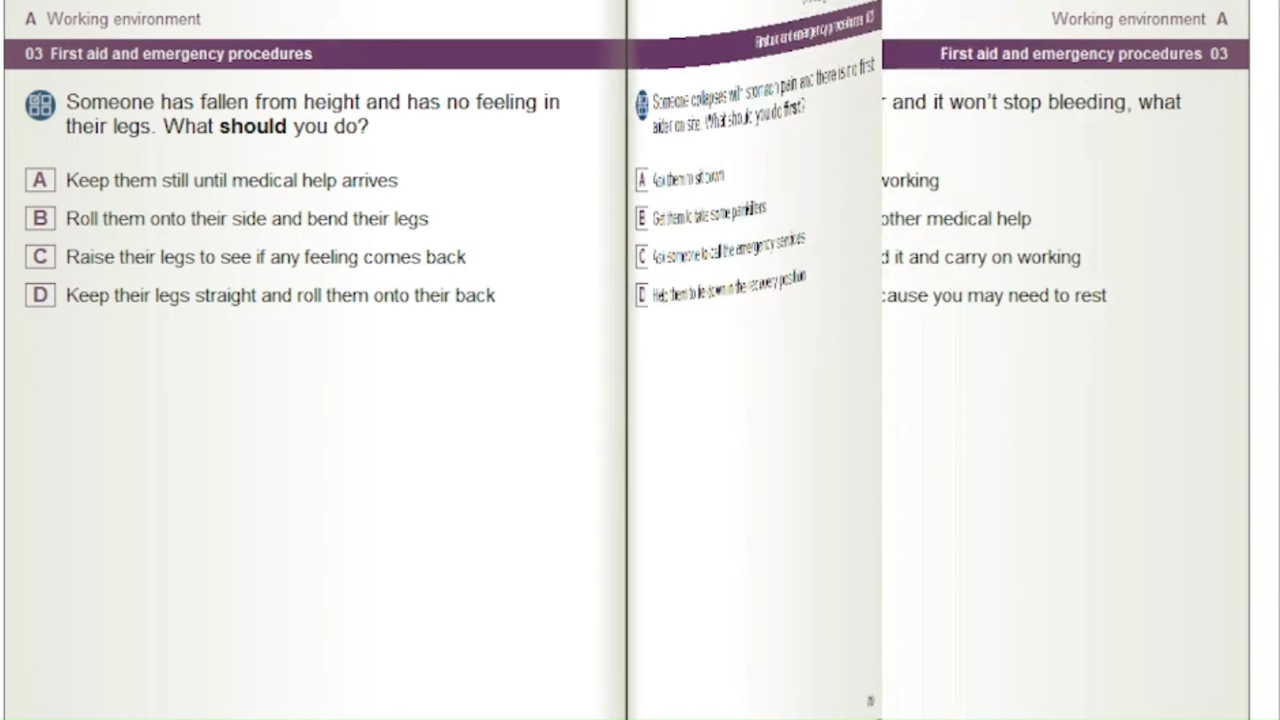 A Working environment
03 First aid and emergency procedures
Someone has fallen from height and has no feeling in
their legs. What should you do?
A Keep them still until medical help arrives
B Roll them onto their side and bend their legs
C Raise their legs to see if any feeling comes back
D Keep their legs straight and roll them onto their back
First aid and emergency procedures 03
Someone collapses with stomach pain and there is no first
aider on site. What should you do first?
A Ask them to sit down
B Get them to take some painkillers
C Ask someone to call the emergency services
D Help them to lie down in the recovery position
Working environment A
First aid and emergency procedures 03
and it won't stop bleeding, what
working
other medical help
it and carry on working
you may need to rest